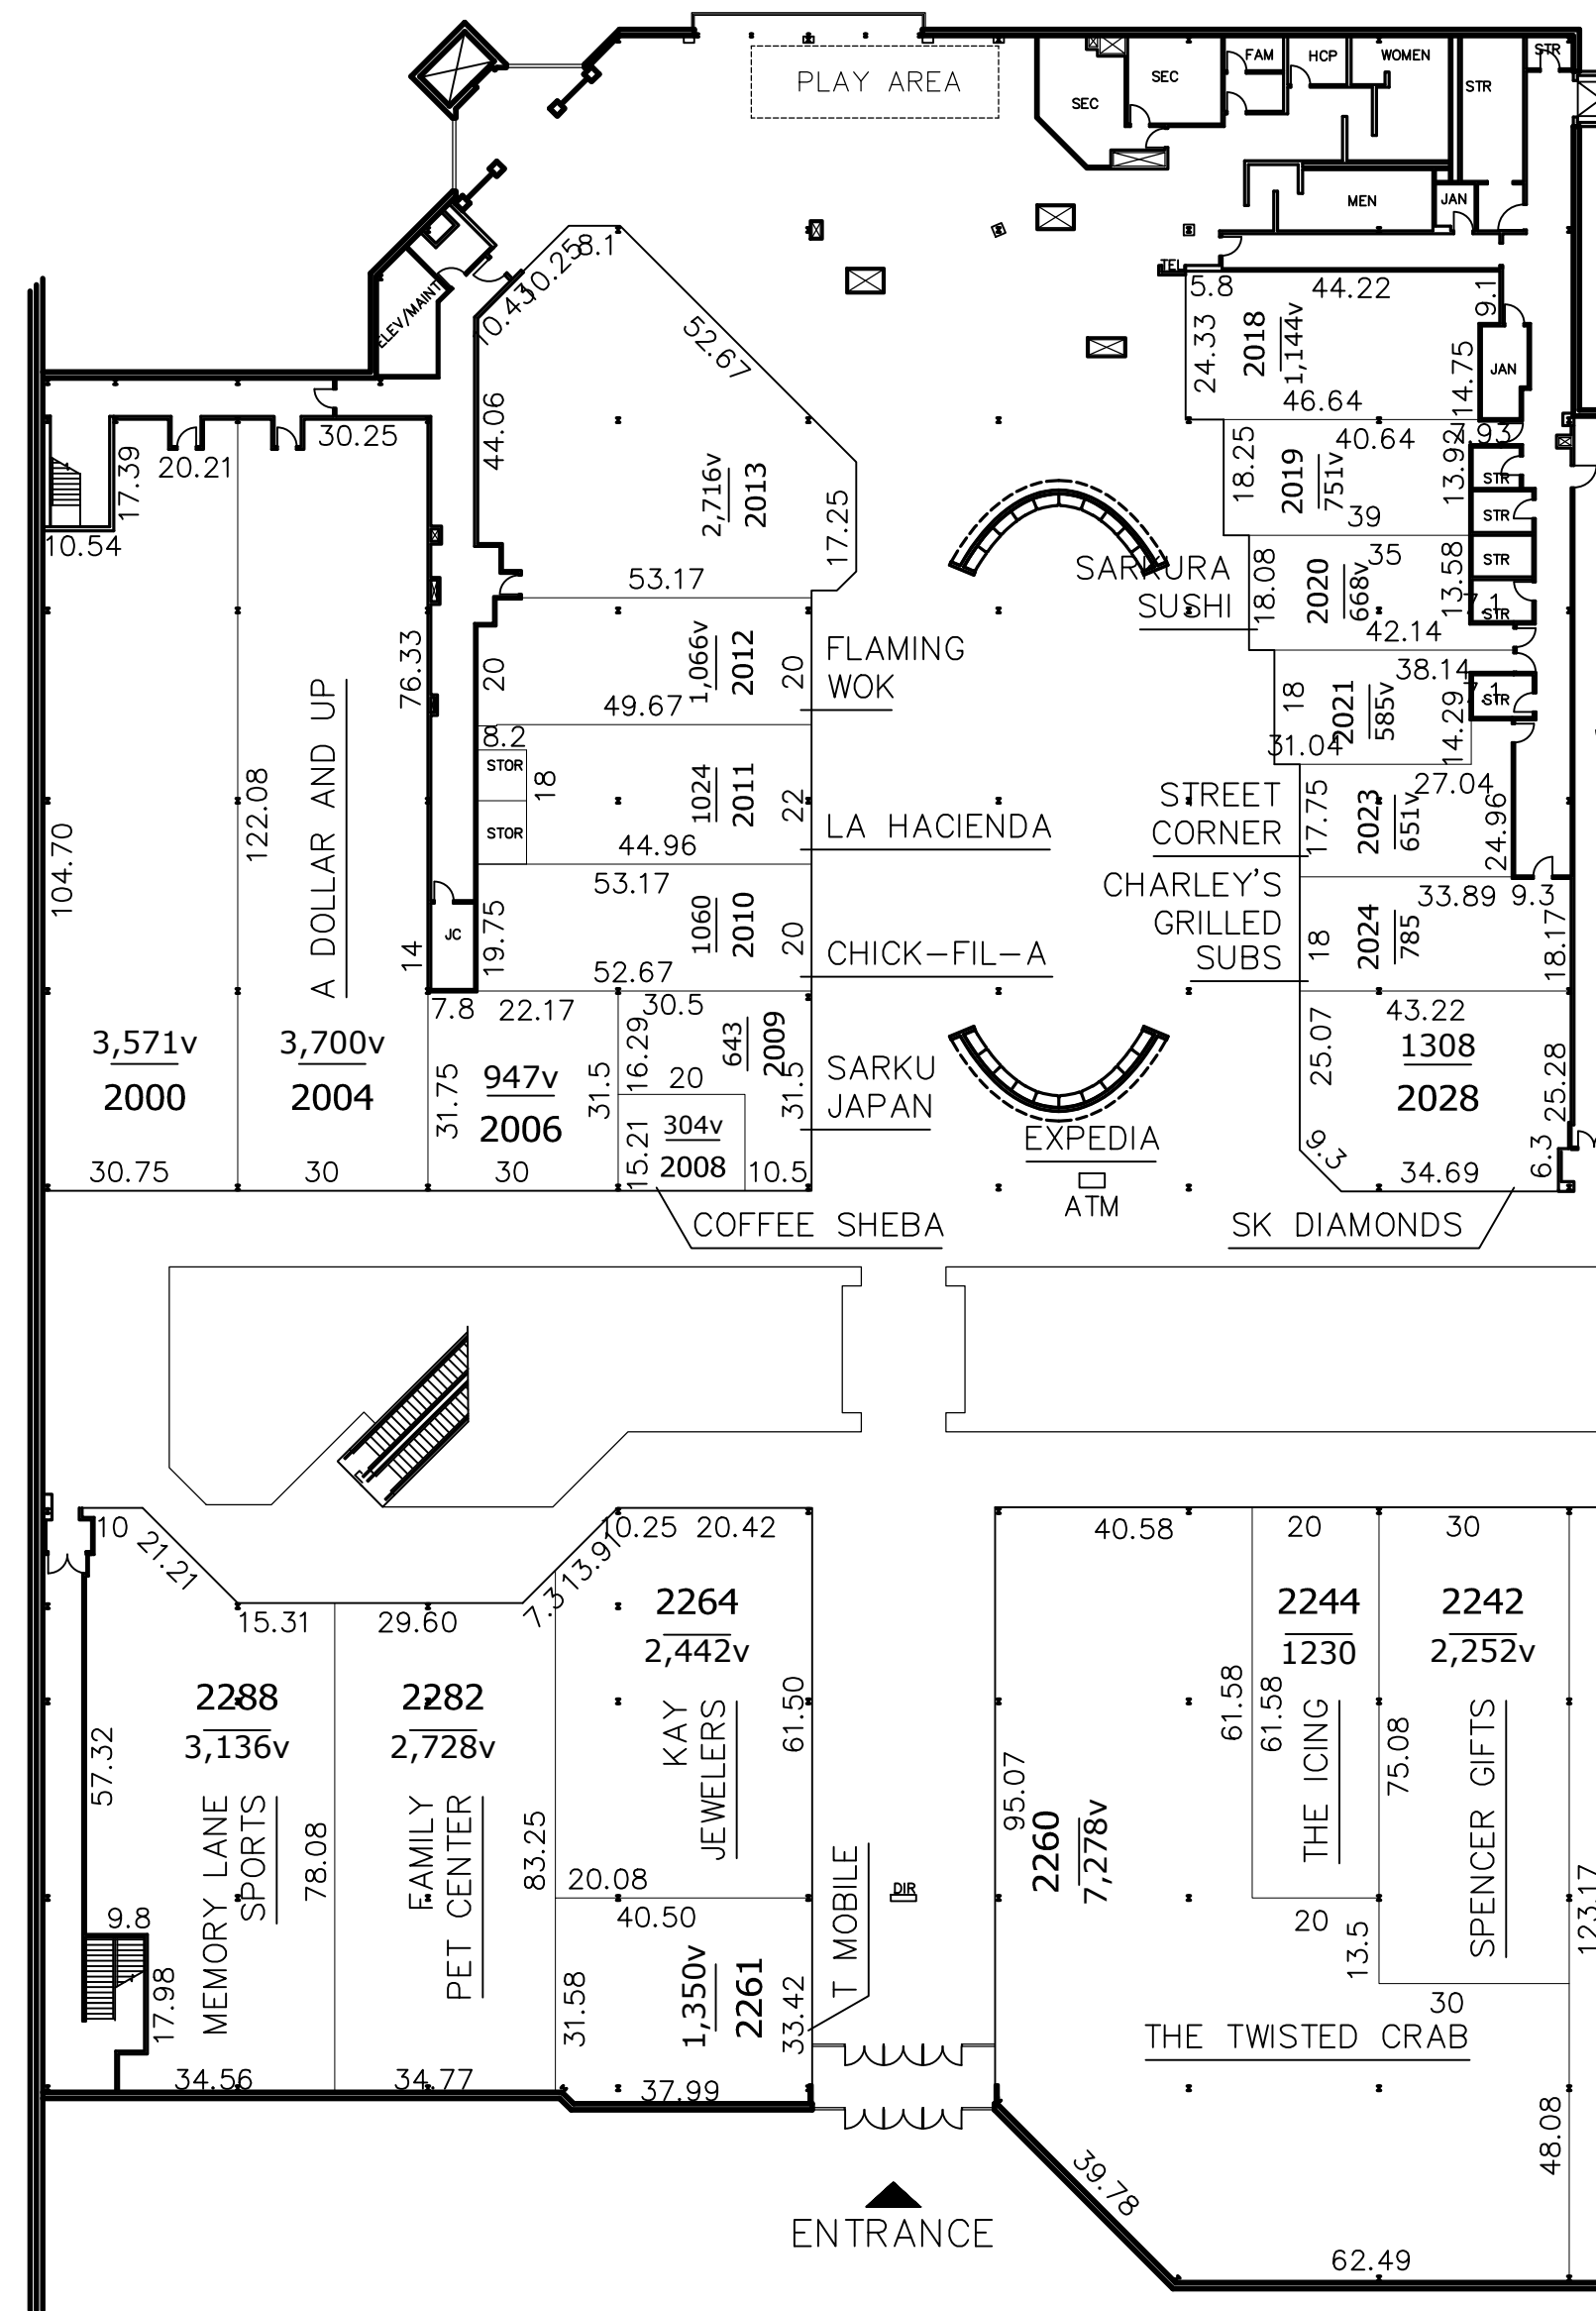 PLAY AREA
SEC
SEC
FAM
HCP
WOMEN
STR
STR
MEN
JAN
TEL
ELEV/MAINT
10.43
10.25
8.1
52.67
44.06
2,716v
2013
17.25
53.17
5.8
44.22
9.1
24.33
2018
1,144v
14.75
JAN
46.64
40.64
7.93
18.25
2019
751v
13.92
STR
39
STR
35
SARKURA
SUSHI
18.08
2020
668v
13.58
STR
7.1
STR
42.14
38.14
18
2021
585v
14.29
7.1
STR
31.04
27.04
STREET
CORNER
17.75
2023
651v
24.96
CHARLEY'S
GRILLED
SUBS
33.89
9.3
18
2024
785
18.17
43.22
25.07
1308
2028
25.28
9.3
34.69
6.3
SK DIAMONDS
30.25
20.21
17.39
10.54
76.33
A DOLLAR AND UP
122.08
104.70
14
JC
3,571v
2000
3,700v
2004
30.75
30
20
1,066v
2012
20
FLAMING
WOK
49.67
8.2
STOR
STOR
18
1024
2011
22
LA HACIENDA
44.96
53.17
19.75
1060
2010
20
CHICK-FIL-A
52.67
7.8
22.17
30.5
31.75
947v
2006
31.5
30
16.29
643
2009
20
31.5
SARKU
JAPAN
15.21
304v
2008
10.5
COFFEE SHEBA
EXPEDIA
ATM
10
21.21
15.31
29.60
7.3
13.91
10.25
20.42
2288
3,136v
MEMORY LANE
SPORTS
57.32
78.08
9.8
17.98
34.56
2282
2,728v
FAMILY
PET CENTER
83.25
34.77
2264
2,442v
KAY
JEWELERS
61.50
20.08
40.50
31.58
1,350v
2261
33.42
37.99
T MOBILE
DIR
40.58
20
30
95.07
2260
7,278v
61.58
61.58
2244
1230
THE ICING
75.08
2242
2,252v
SPENCER GIFTS
20
13.5
30
123.17
THE TWISTED CRAB
48.08
39.78
62.49
ENTRANCE